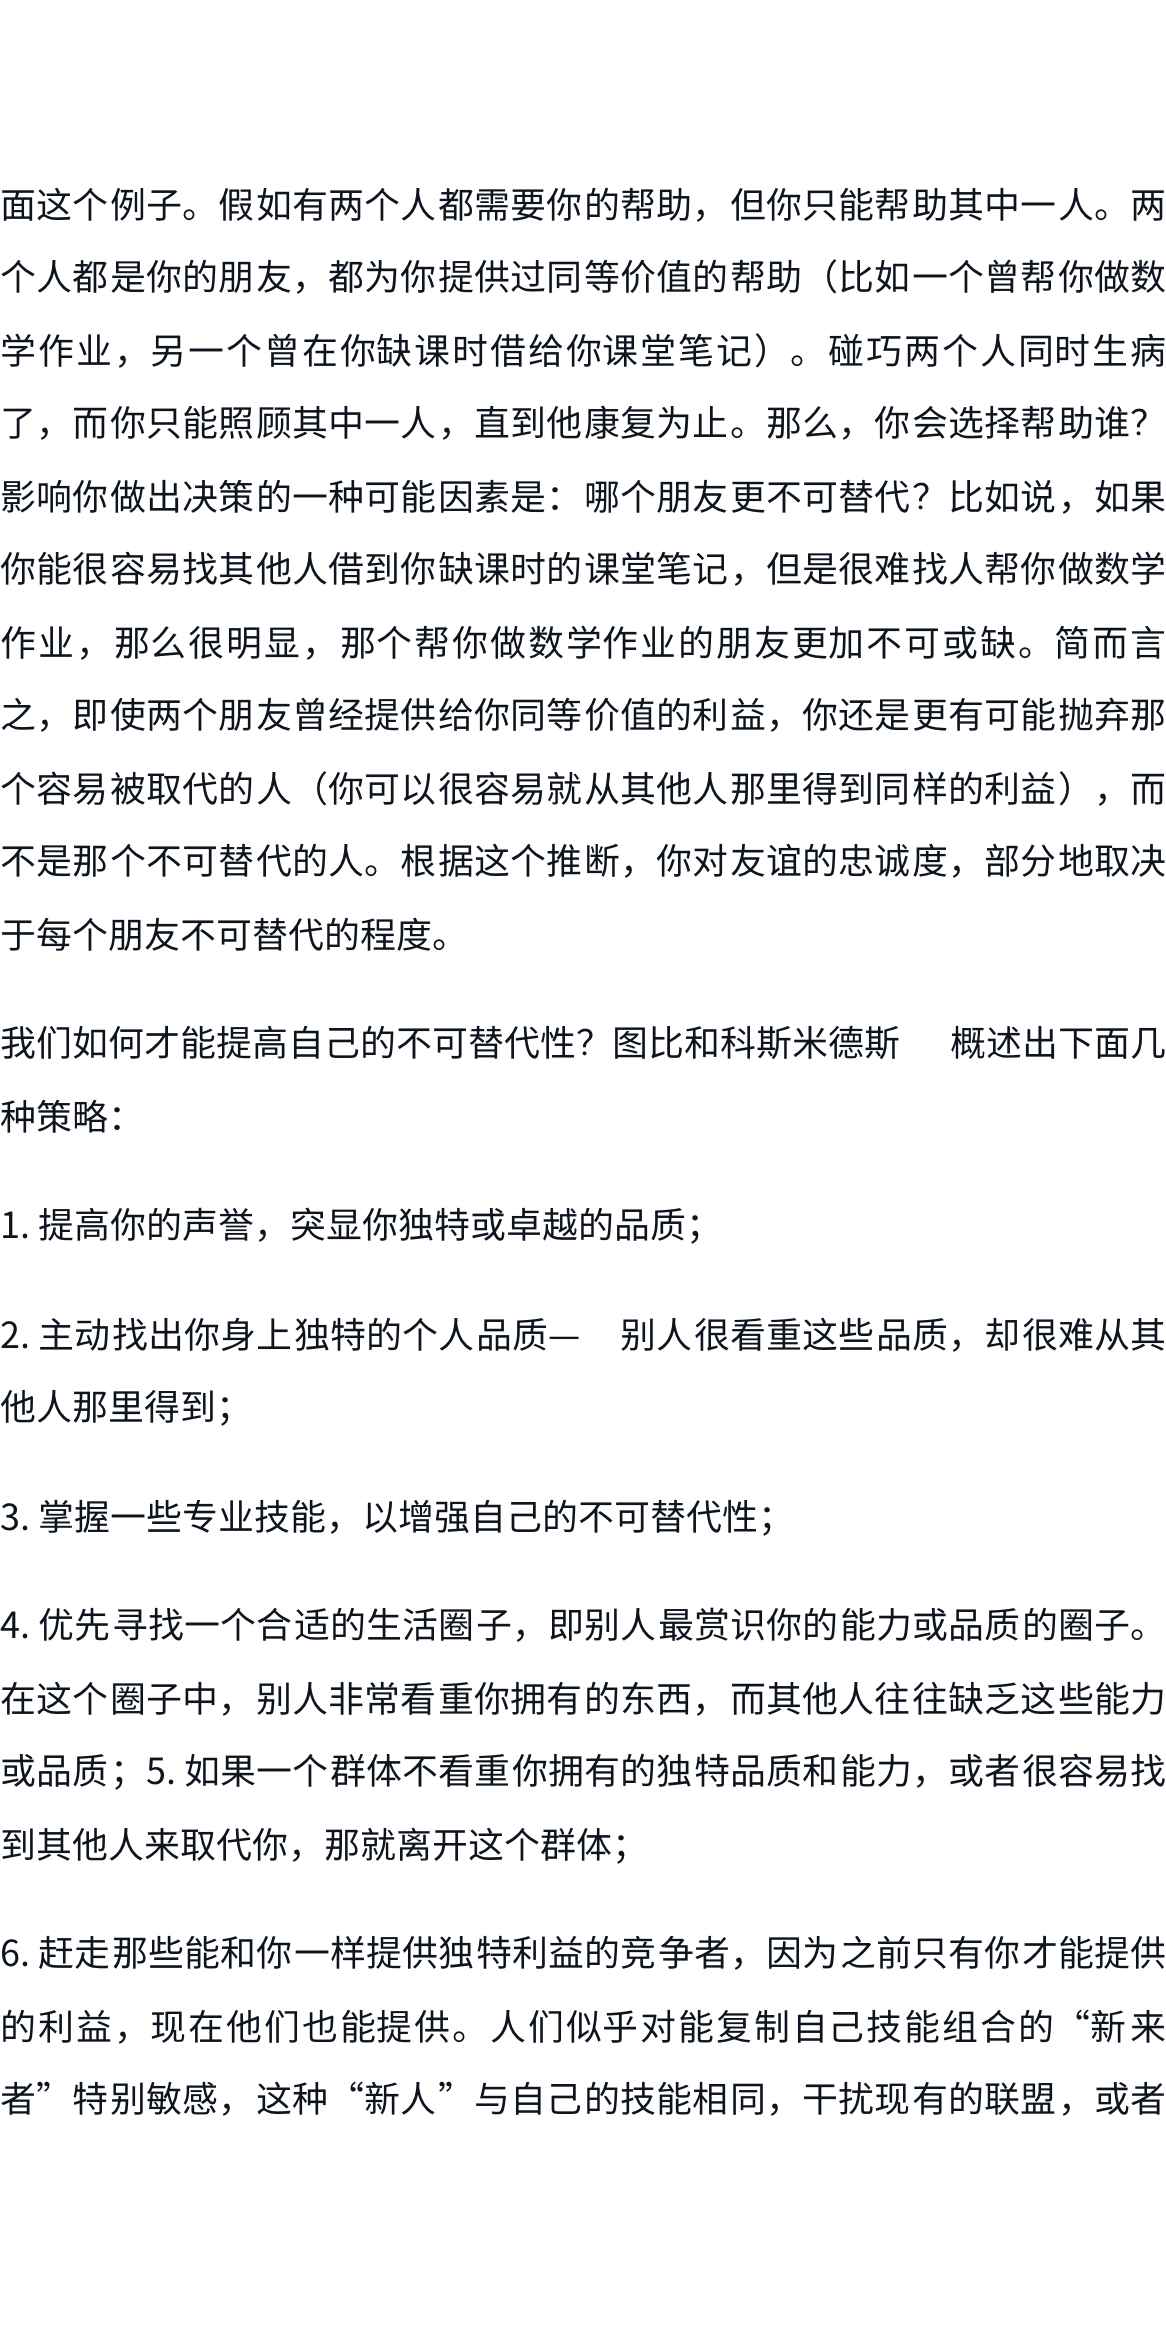 面这个例子。假如有两个人都需要你的帮助，但你只能帮助其中一人。两
个人都是你的朋友，都为你提供过同等价值的帮助（比如一个曾帮你做数
学作业，另一个曾在你缺课时借给你课堂笔记）。碰巧两个人同时生病
了，而你只能照顾其中一人，直到他康复为止。那么，你会选择帮助谁？
影响你做出决策的一种可能因素是：哪个朋友更不可替代？比如说，如果
你能很容易找其他人借到你缺课时的课堂笔记，但是很难找人帮你做数学
作业，那么很明显，那个帮你做数学作业的朋友更加不可或缺。简而言
之，即使两个朋友曾经提供给你同等价值的利益，你还是更有可能抛弃那
个容易被取代的人（你可以很容易就从其他人那里得到同样的利益），而
不是那个不可替代的人。根据这个推断，你对友谊的忠诚度，部分地取决
于每个朋友不可替代的程度。
我们如何才能提高自己的不可替代性？图比和科斯米德斯 概述出下面几
种策略：
1. 提高你的声誉，突显你独特或卓越的品质；
2. 主动找出你身上独特的个人品质— 别人很看重这些品质，却很难从其
他人那里得到；
3. 掌握一些专业技能，以增强自己的不可替代性；
4. 优先寻找一个合适的生活圈子，即别人最赏识你的能力或品质的圈子。
在这个圈子中，别人非常看重你拥有的东西，而其他人往往缺乏这些能力
或品质；5. 如果一个群体不看重你拥有的独特品质和能力，或者很容易找
到其他人来取代你，那就离开这个群体；
6. 赶走那些能和你一样提供独特利益的竞争者，因为之前只有你才能提供
的利益，现在他们也能提供。人们似乎对能复制自己技能组合的“新来
者”特别敏感，这种“新人”与自己的技能相同，干扰现有的联盟，或者